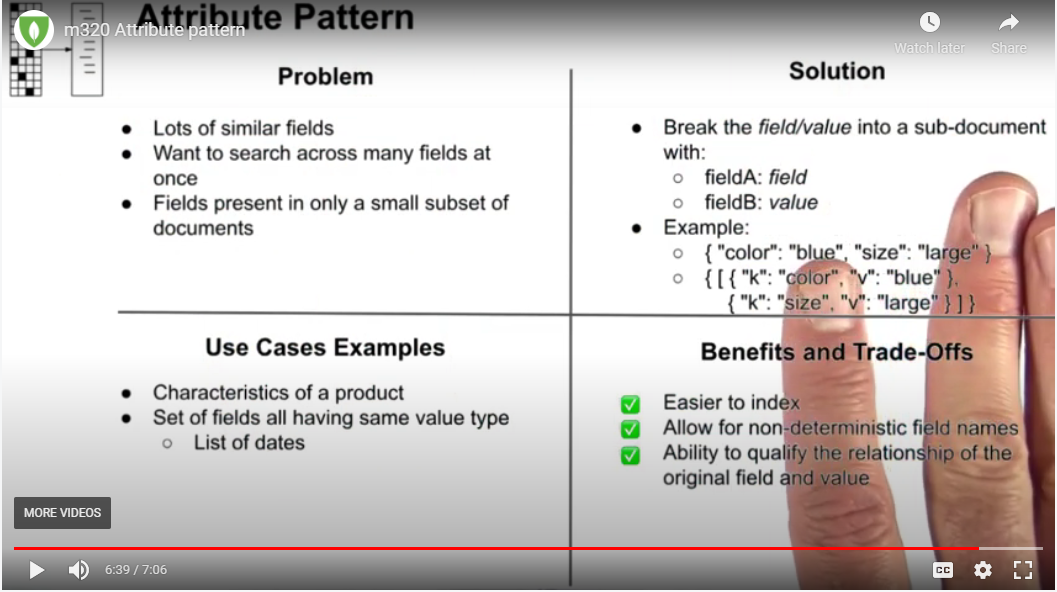 Attribute Pattern
m320 Attribute pattern
Watch later
Share
Problem
● Lots of similar fields
● Want to search across many fields at
once
● Fields present in only a small subset of
documents
Solution
● Break the field/value into a sub-document
with:
○ fieldA: field
○ fieldB: value
● Example:
○ { "color": "blue", "size": "large" }
○ { [ { "k": "color", "v": "blue" },
{ "k": "size", "v": "large" } ] }
Use Cases Examples
● Characteristics of a product
● Set of fields all having same value type
○ List of dates
Benefits and Trade-Offs
✅ Easier to index
✅ Allow for non-deterministic field names
✅ Ability to qualify the relationship of the
original field and value
MORE VIDEOS
6:39 / 7:06
CC